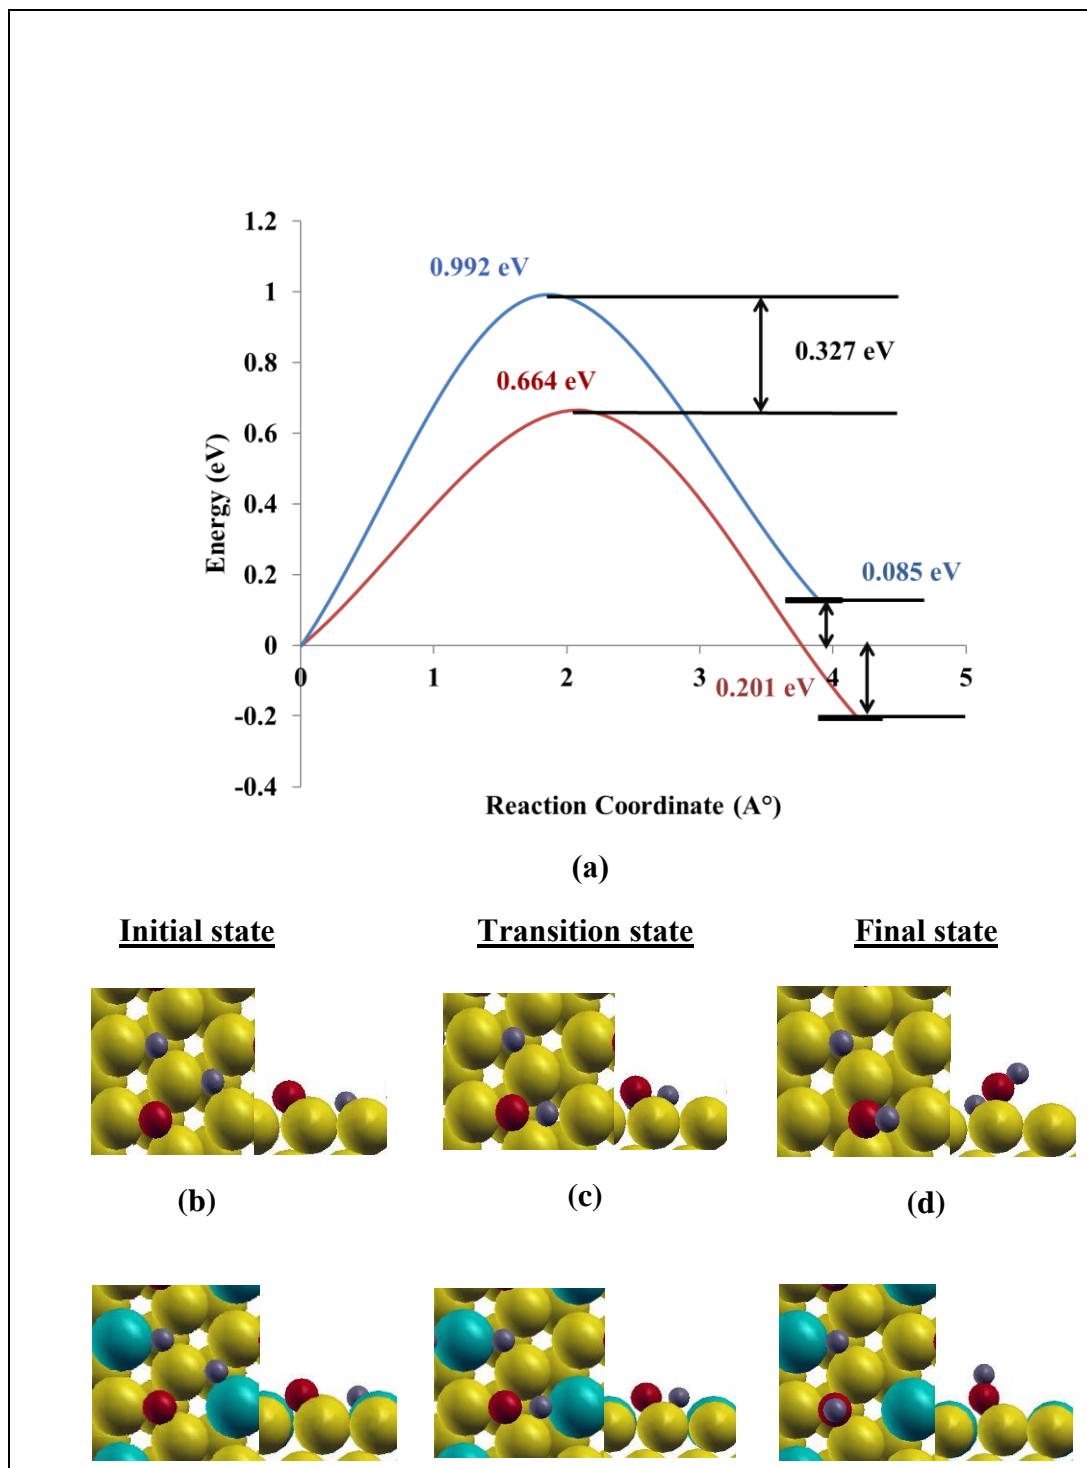 1.2
0.992 eV
1
0.327 eV
0.8
0.664 eV
0.6
Energy (eV)
0.4
0.2
0.085 eV
0
0 1 2 3 4 5
0.201 eV
-0.2
-0.4
Reaction Coordinate (A°)
(a)
Initial state Transition state Final state
(b) (c) (d)